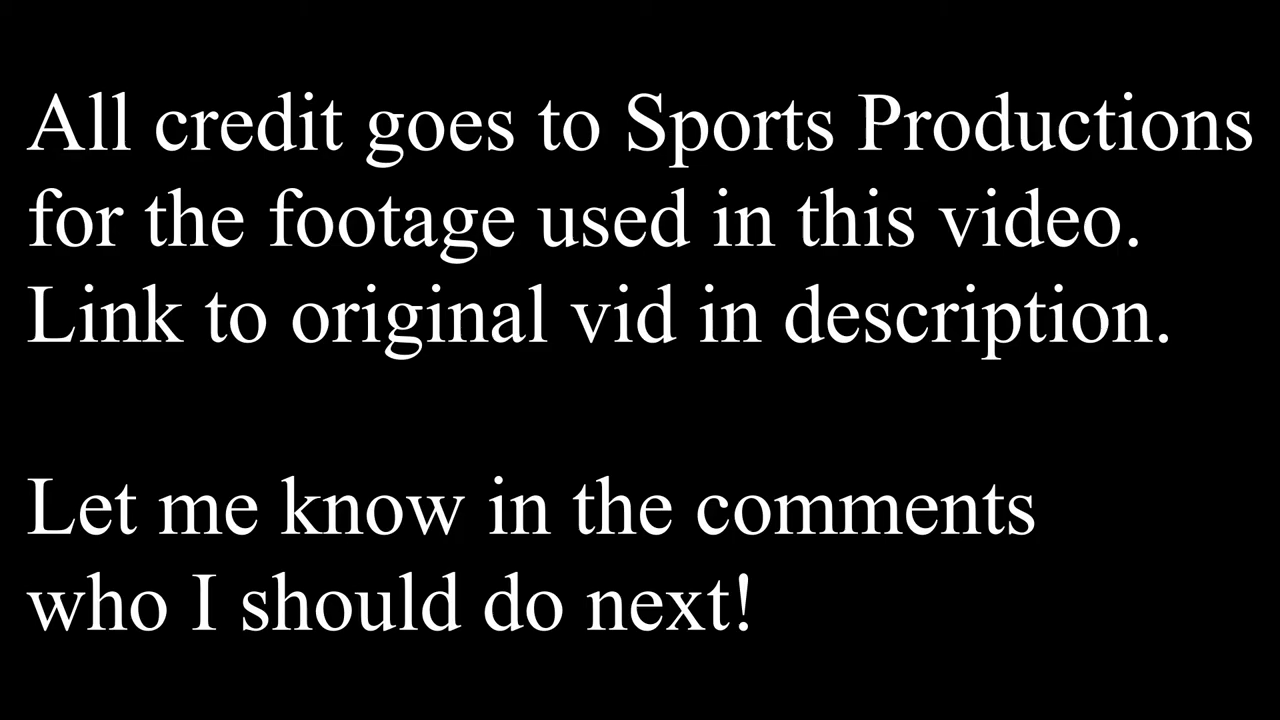 All credit goes to Sports Productions
for the footage used in this video.
Link to original vid in description.
Let me know in the comments
who I should do next!